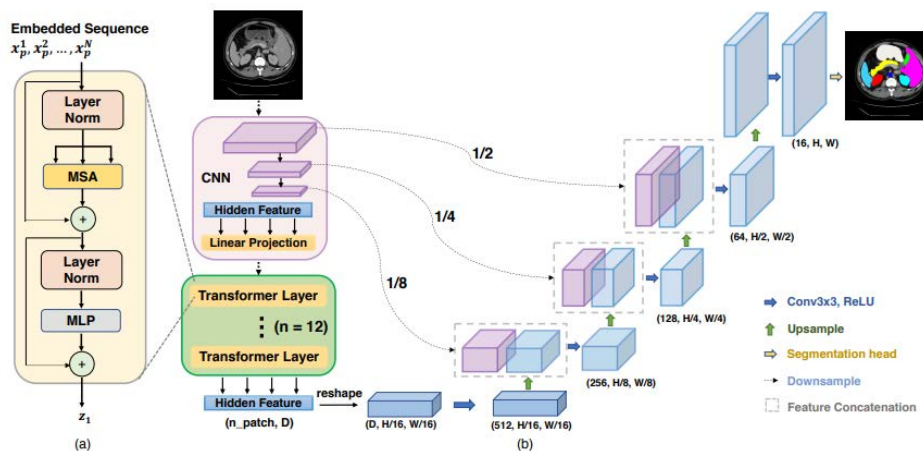 Embedded Sequence
x_p^1, x_p^2, ..., x_p^N
Layer
Norm
MSA
+
Layer
Norm
MLP
+
z_1
(a)
CNN
Hidden Feature
Linear Projection
Transformer Layer
(n = 12)
Transformer Layer
Hidden Feature
(n_patch, D)
reshape
(D, H/16, W/16)
(512, H/16, W/16)
(b)
1/2
1/4
1/8
(256, H/8, W/8)
(128, H/4, W/4)
(64, H/2, W/2)
(16, H, W)
Conv3x3, ReLU
Upsample
Segmentation head
Downsample
Feature Concatenation